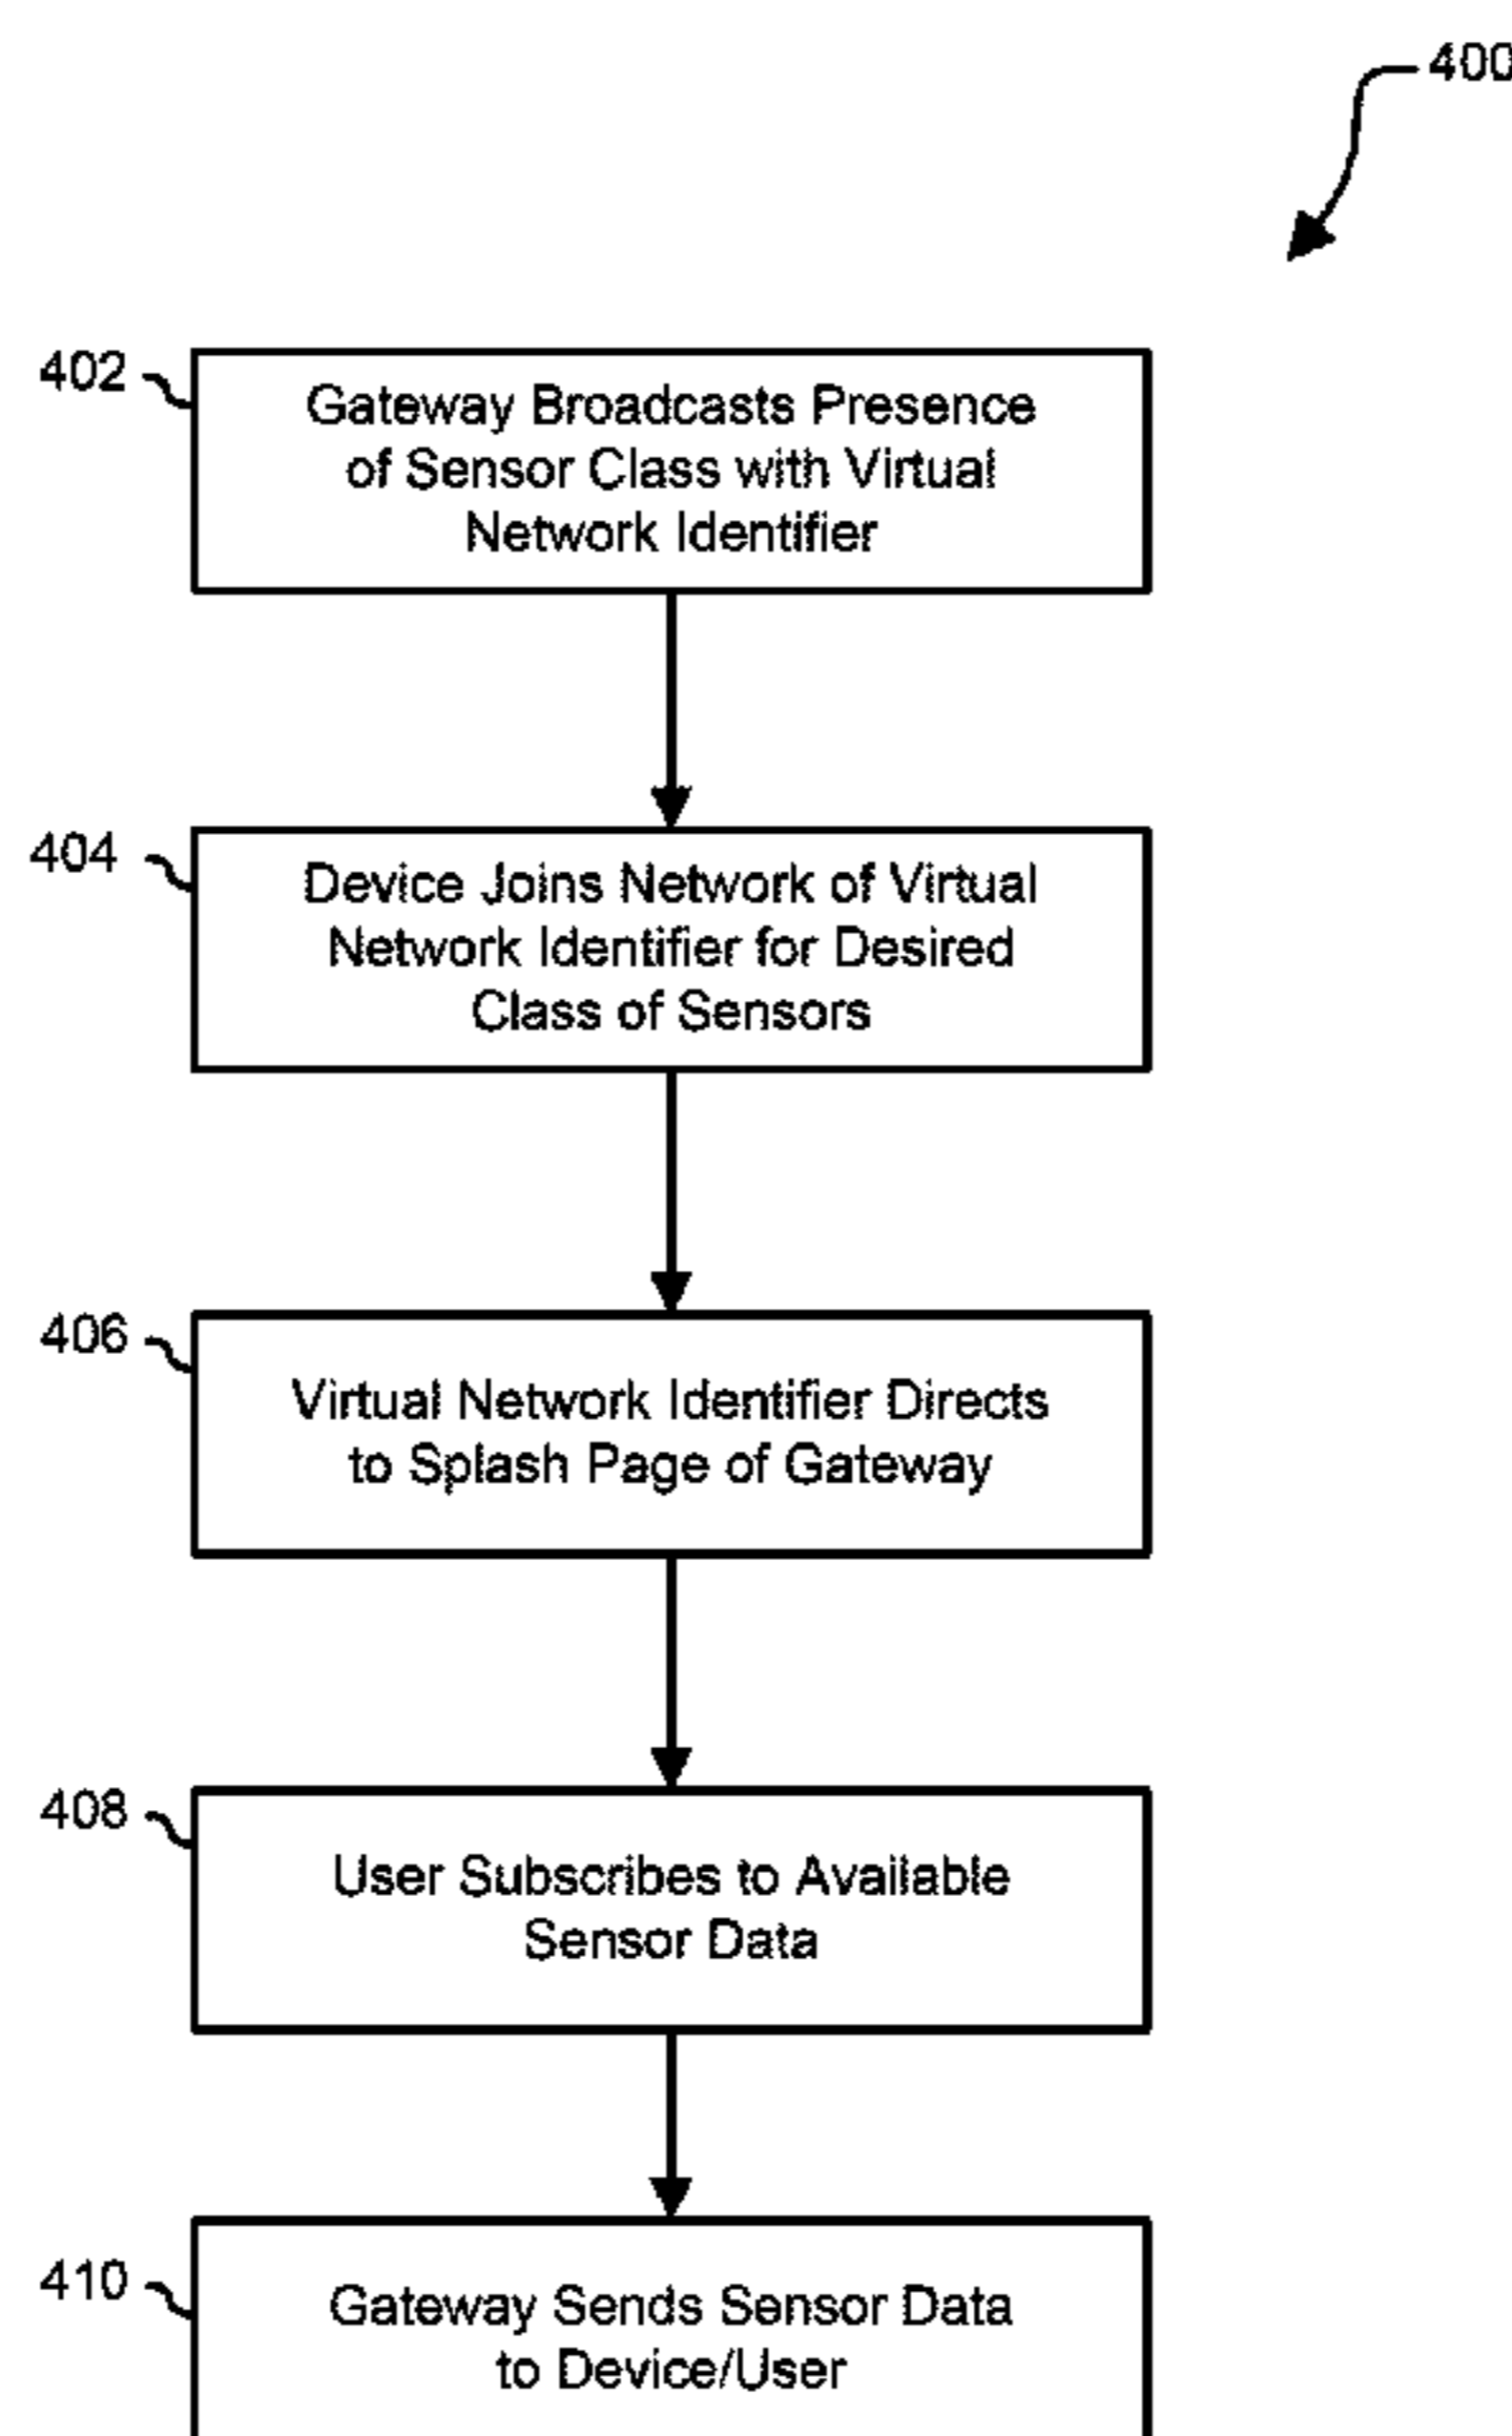 400
402
Gateway Broadcasts Presence
of Sensor Class with Virtual
Network Identifier
404
Device Joins Network of Virtual
Network Identifier for Desired
Class of Sensors
406
Virtual Network Identifier Directs
to Splash Page of Gateway
408
User Subscribes to Available
Sensor Data
410
Gateway Sends Sensor Data
to Device/User